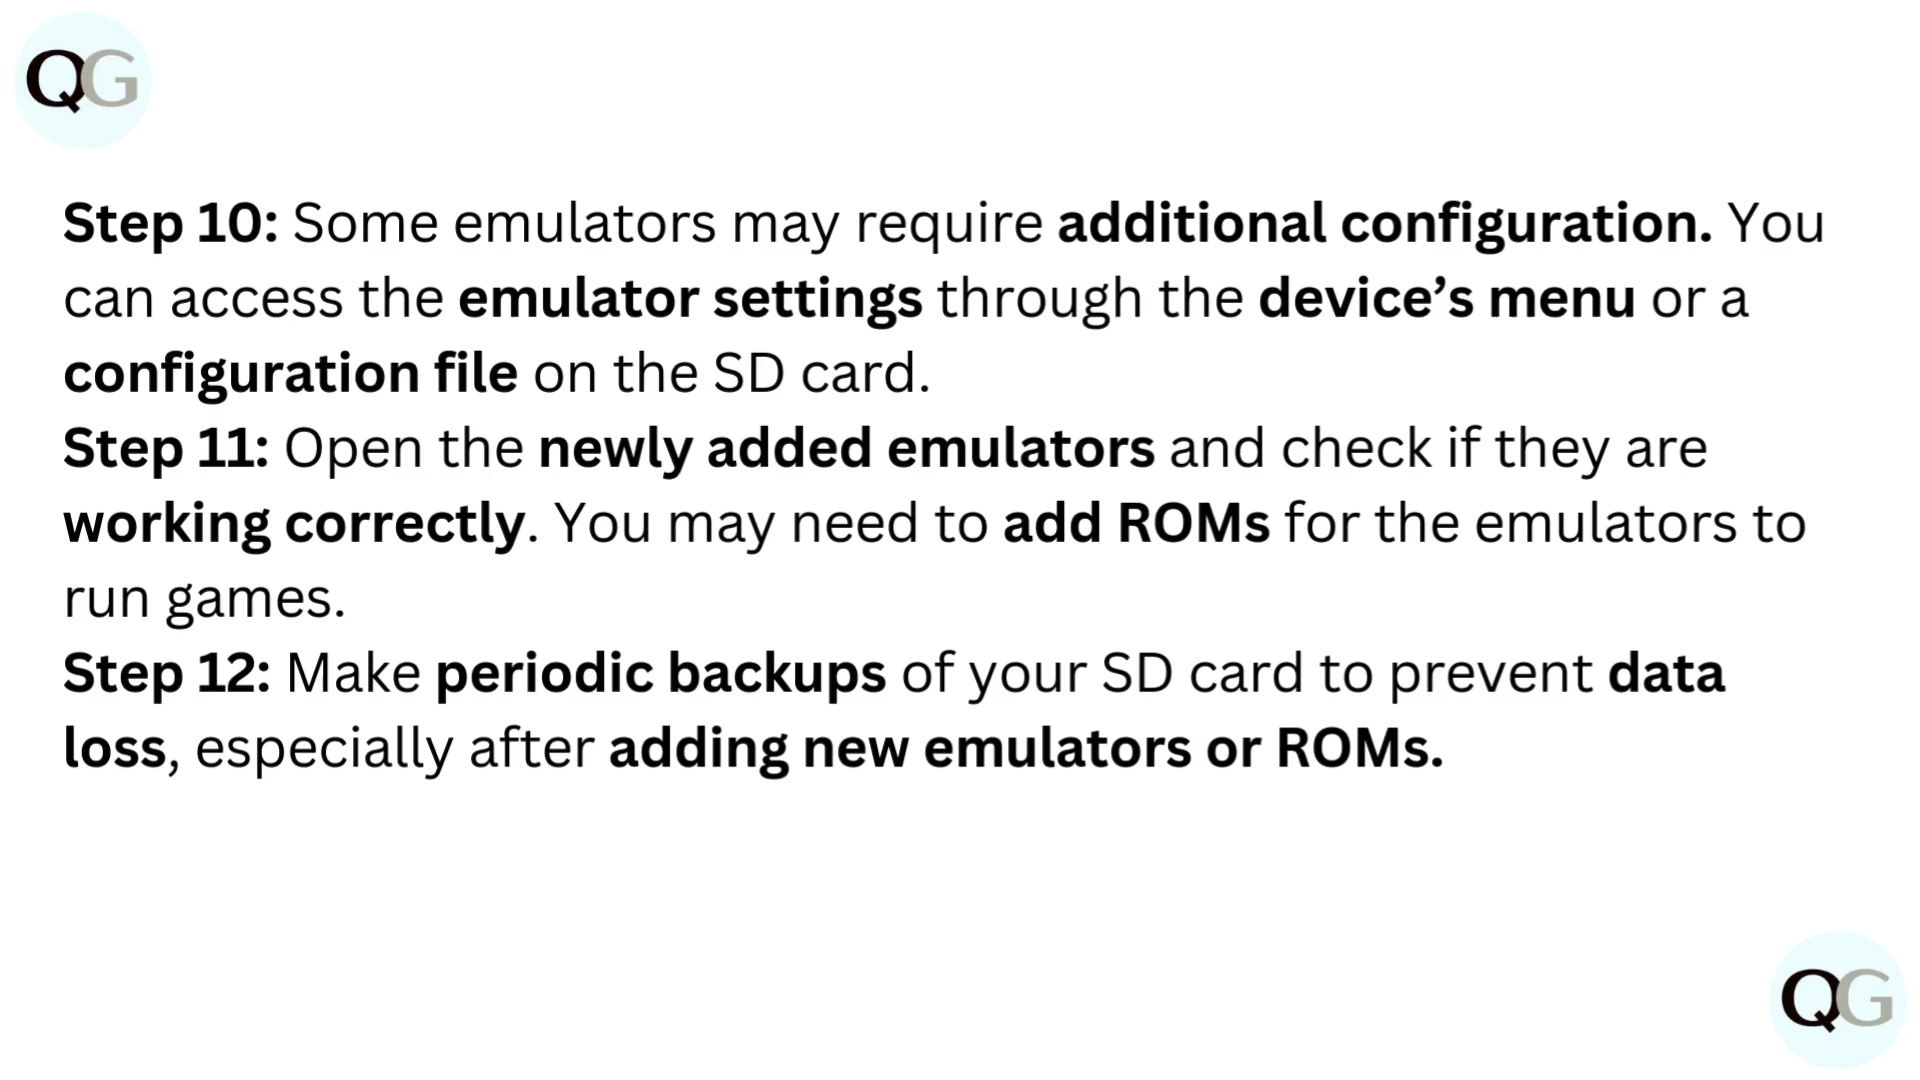 QG
Step 10: Some emulators may require additional configuration. You
can access the emulator settings through the device’s menu or a
configuration file on the SD card.
Step 11: Open the newly added emulators and check if they are
working correctly. You may need to add ROMs for the emulators to
run games.
Step 12: Make periodic backups of your SD card to prevent data
loss, especially after adding new emulators or ROMs.
QG